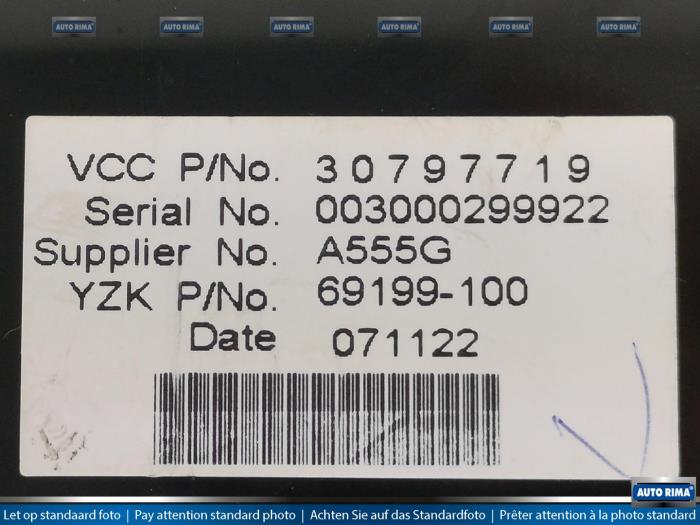 AUTO RIMA AUTO RIMA AUTO RIMA AUTO RIMA AUTO RIMA AUTO RIMA
VCC P/No. 30797719
Serial No. 003000299922
Supplier No. A555G
YZK P/No. 69199-100
Date 071122
AUTO RIMA
Let op standaard foto | Pay attention standard photo | Achten Sie auf das Standardfoto | Prêter attention à la photo standard